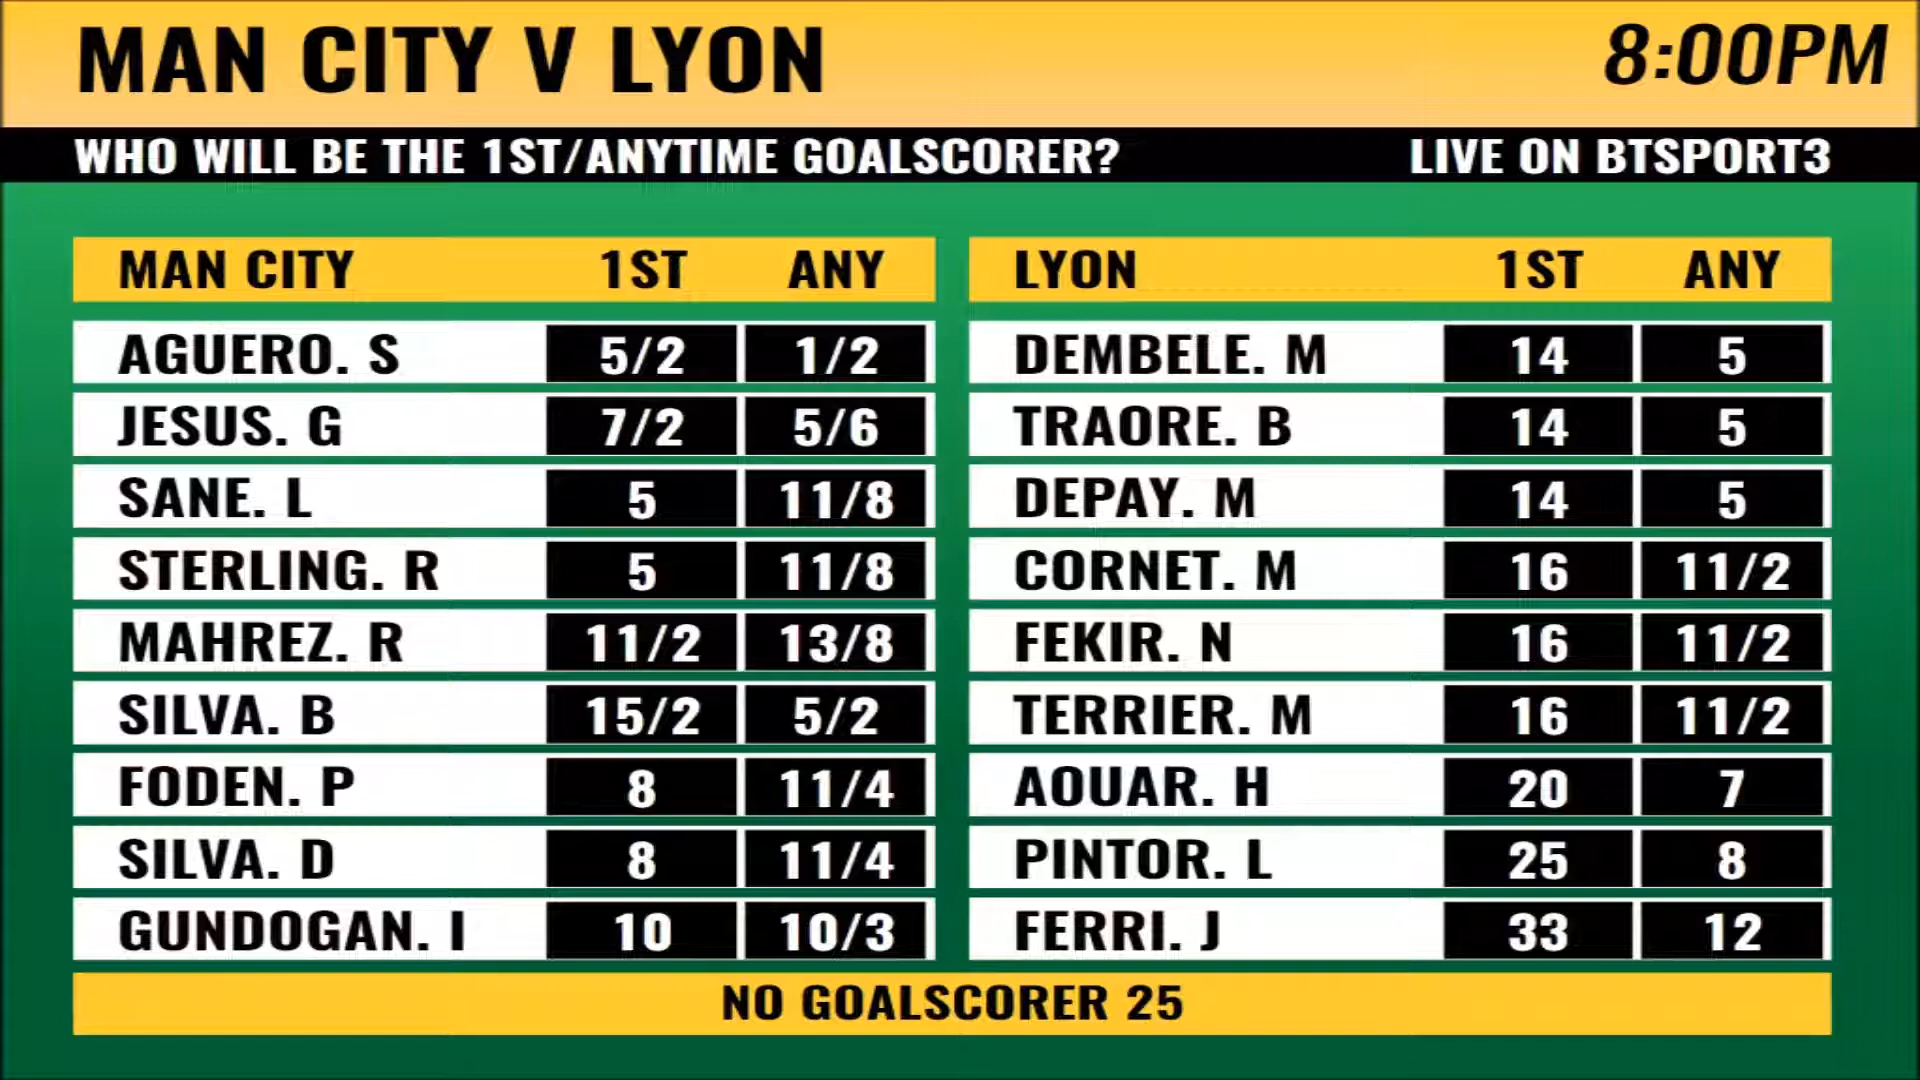 MAN CITY V LYON 8:00PM
WHO WILL BE THE 1ST/ANYTIME GOALSCORER? LIVE ON BTSPORT3
MAN CITY 1ST ANY
AGUERO. S 5/2 1/2
JESUS. G 7/2 5/6
SANE. L 5 11/8
STERLING. R 5 11/8
MAHREZ. R 11/2 13/8
SILVA. B 15/2 5/2
FODEN. P 8 11/4
SILVA. D 8 11/4
GUNDOGAN. I 10 10/3
LYON 1ST ANY
DEMBELE. M 14 5
TRAORE. B 14 5
DEPAY. M 14 5
CORNET. M 16 11/2
FEKIR. N 16 11/2
TERRIER. M 16 11/2
AOUAR. H 20 7
PINTOR. L 25 8
FERRI. J 33 12
NO GOALSCORER 25